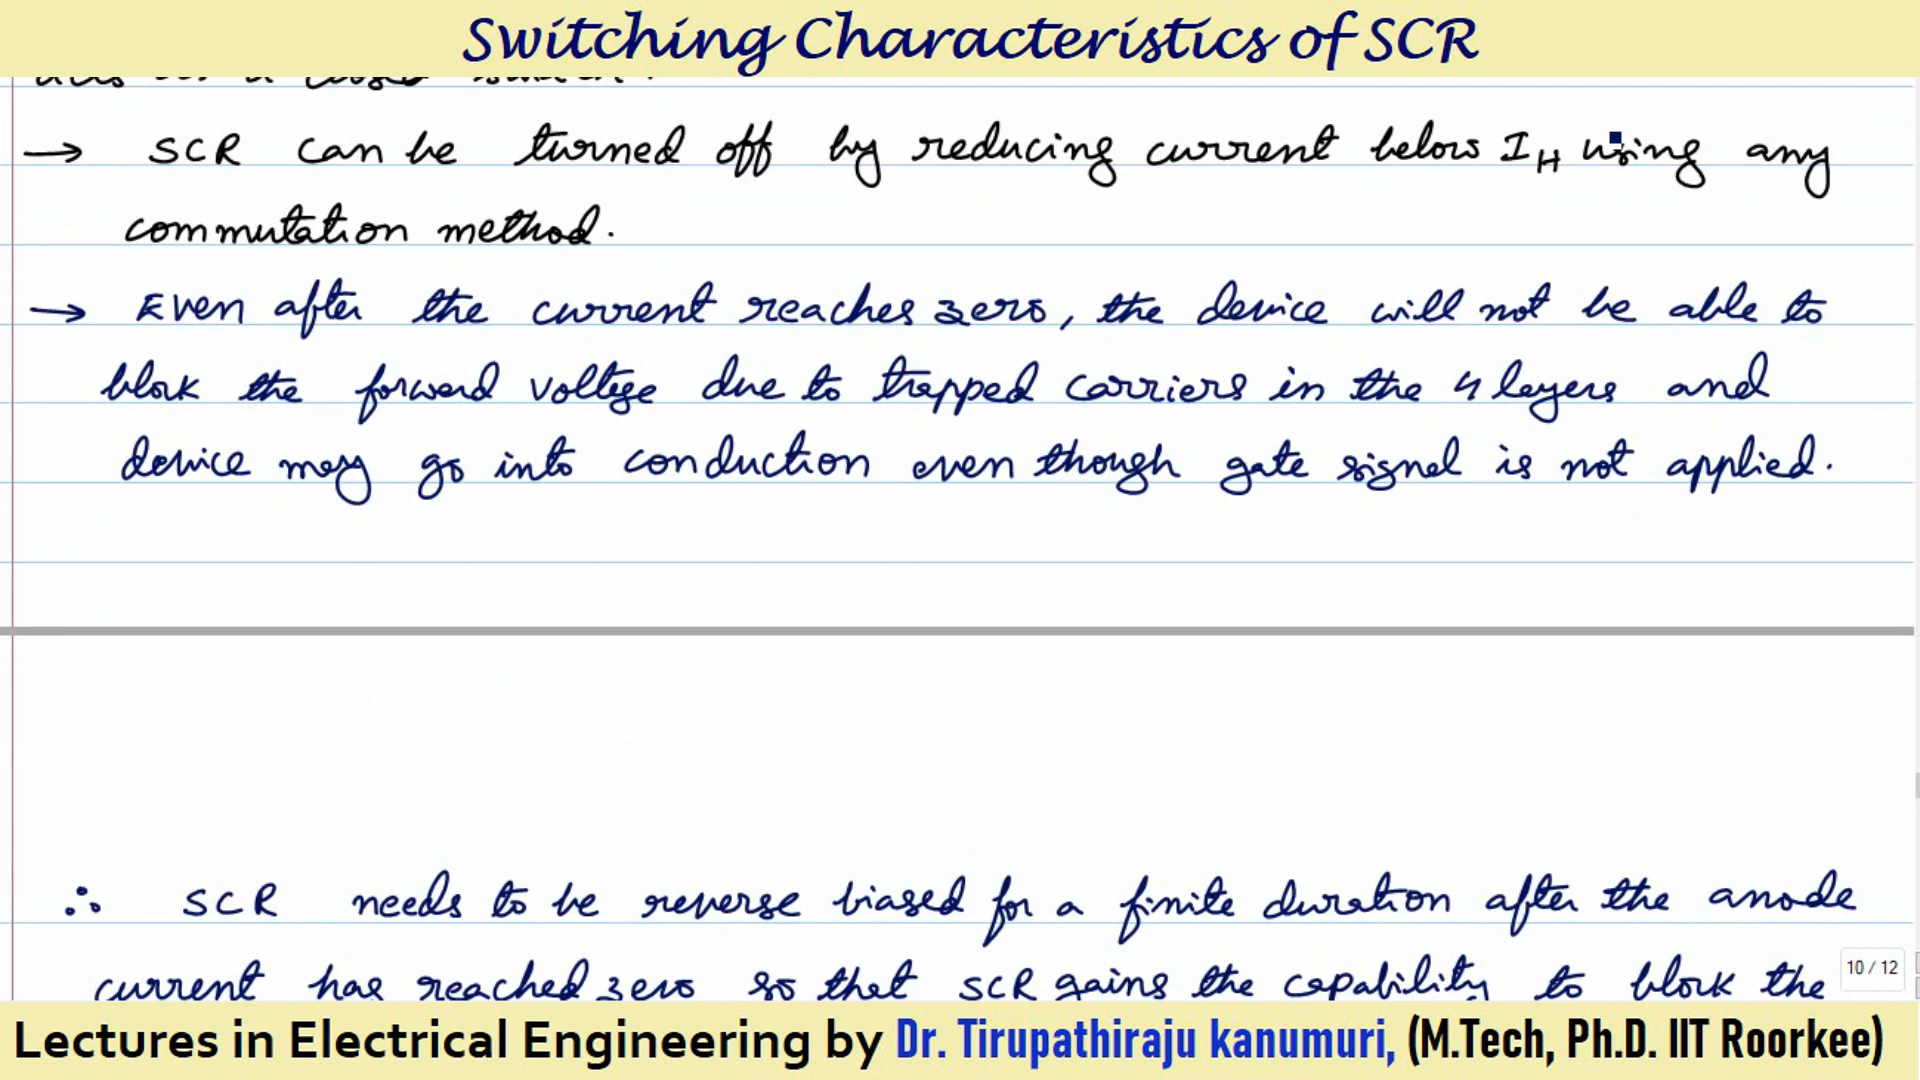 Switching Characteristics of SCR
→ SCR can be turned off by reducing current below I_H using any
commutation method.
→ Even after the current reaches zero, the device will not be able to
block the forward voltage due to trapped carriers in the 4 layers and
device may go into conduction even though gate signal is not applied.
∴ SCR needs to be reverse biased for a finite duration after the anode
current has reached zero so that SCR gains the capability to block the
10 / 12
Lectures in Electrical Engineering by Dr. Tirupathiraju kanumuri, (M.Tech, Ph.D. IIT Roorkee)